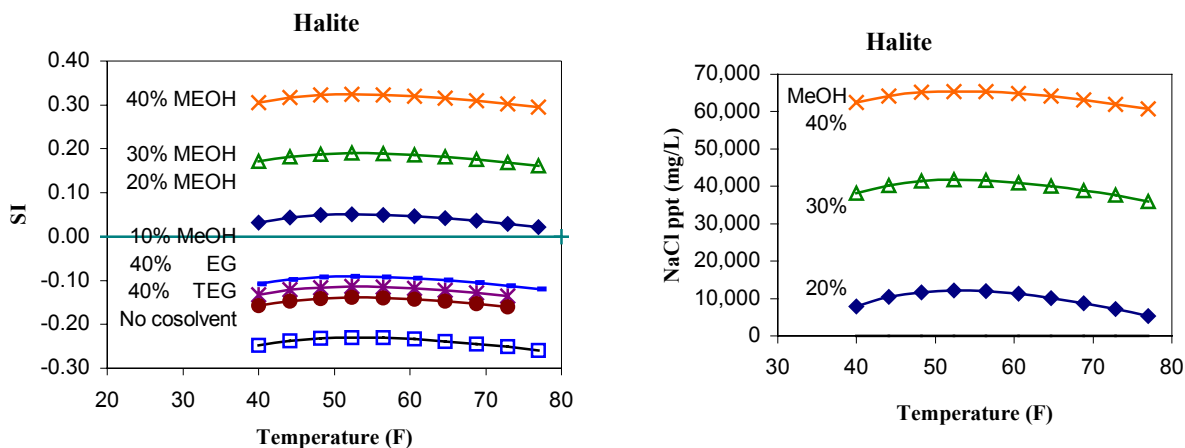 Halite
0.40
0.30
0.20
0.10
0.00
-0.10
-0.20
-0.30
SI
40% MEOH
30% MEOH
20% MEOH
10% MeOH
40% EG
40% TEG
No cosolvent
20 30 40 50 60 70 80
Temperature (F)
Halite
70,000
60,000
50,000
40,000
30,000
20,000
10,000
0
NaCl ppt (mg/L)
MeOH
40%
30%
20%
30 40 50 60 70 80
Temperature (F)